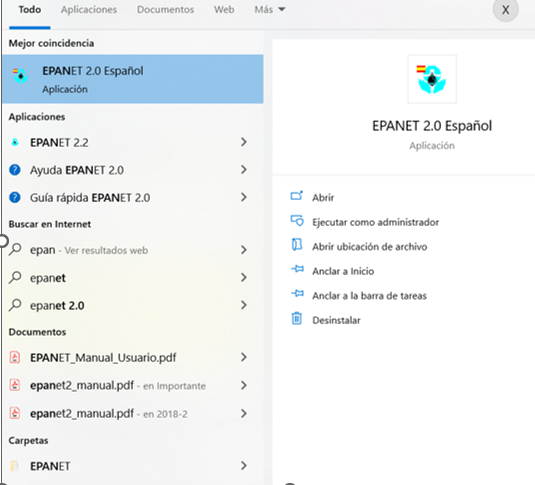 Todo Aplicaciones Documentos Web Más X
Mejor coincidencia
EPANET 2.0 Español
Aplicación
Aplicaciones
EPANET 2.2
Ayuda EPANET 2.0
Guía rápida EPANET 2.0
Buscar en Internet
epan - Ver resultados web
epanet
epanet 2.0
Documentos
EPANET_Manual_Usuario.pdf
epanet2_manual.pdf - en Importante
epanet2_manual.pdf - en 2018-2
Carpetas
EPANET
EPANET 2.0 Español
Aplicación
Abrir
Ejecutar como administrador
Abrir ubicación de archivo
Anclar a Inicio
Anclar a la barra de tareas
Desinstalar